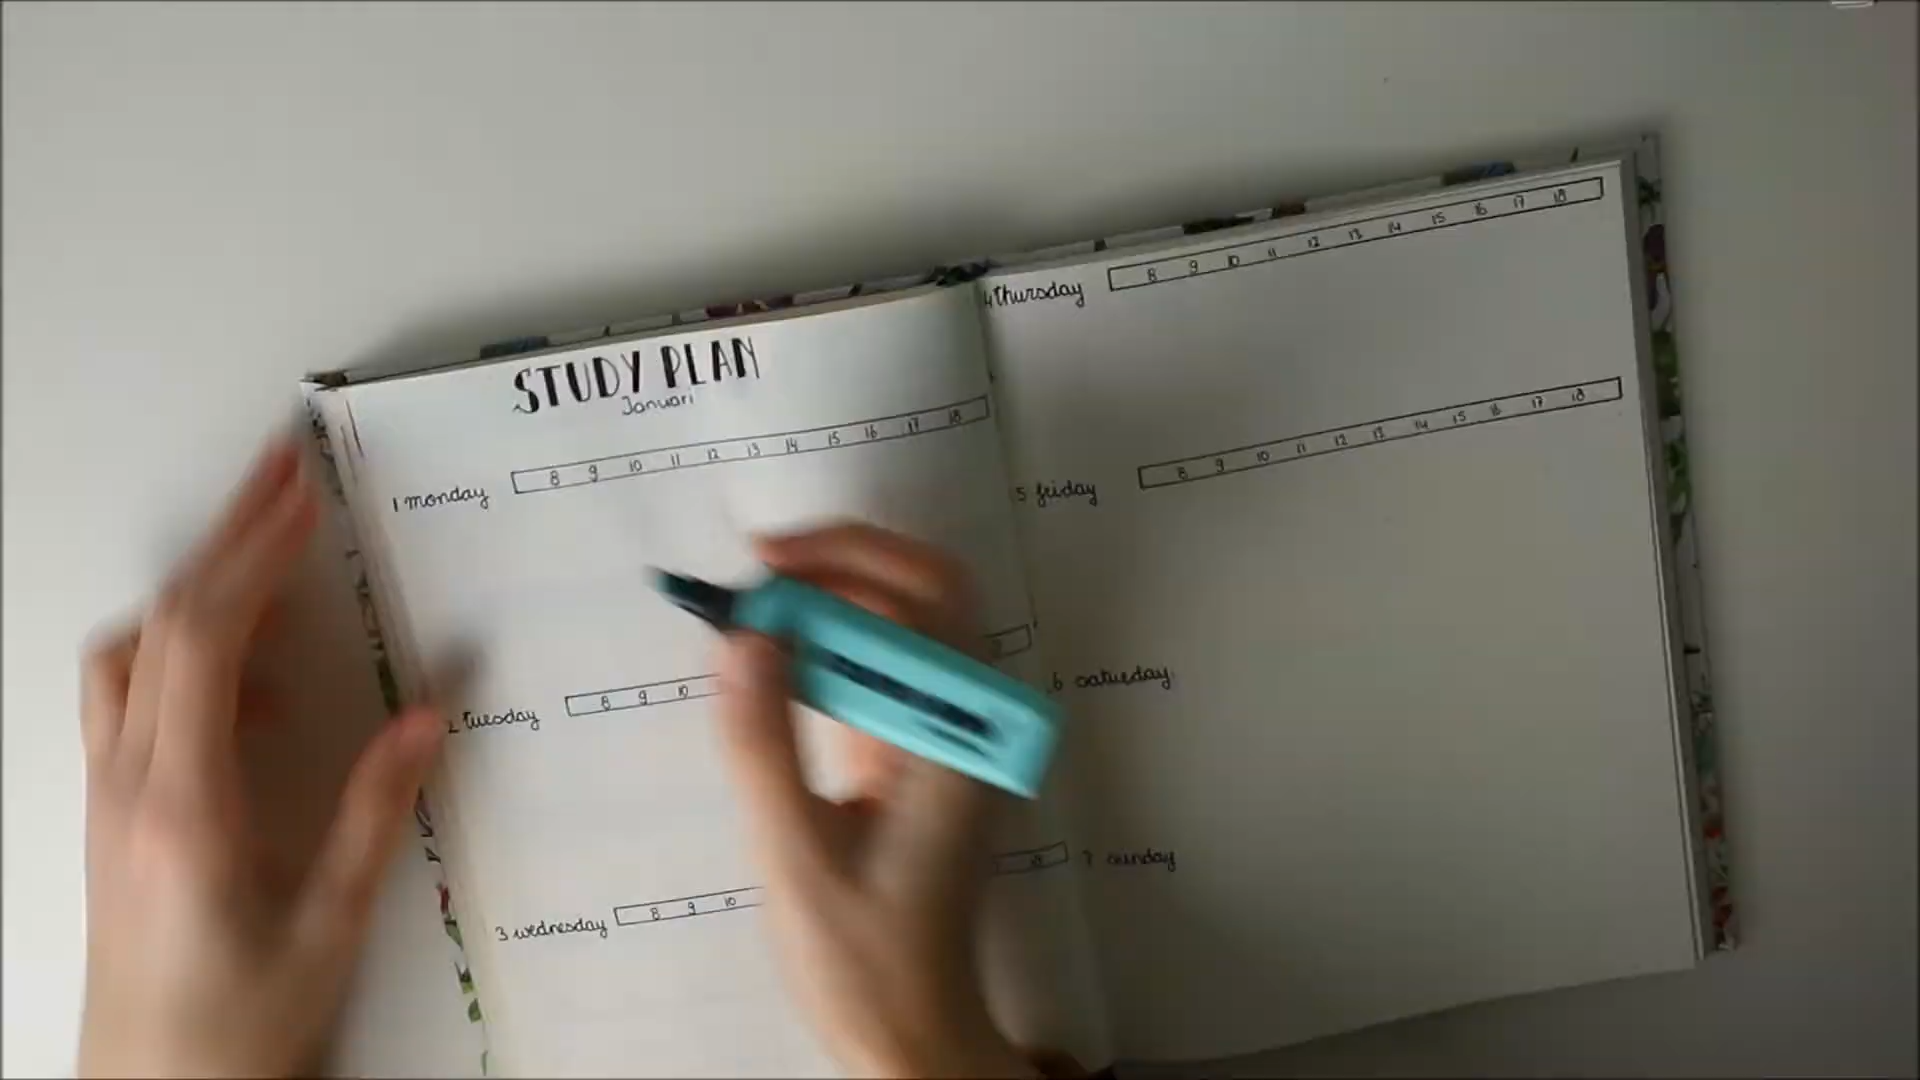 STUDY PLAN
Januari
1 monday 8 9 10 11 12 13 14 15 16 17 18
2 tuesday 8 9 10
3 wednesday 8 9 10 18
4 thursday 8 9 10 11 12 13 14 15 16 17 18
5 friday 8 9 10 11 12 13 14 15 16 17 18
6 saturday
7 sunday